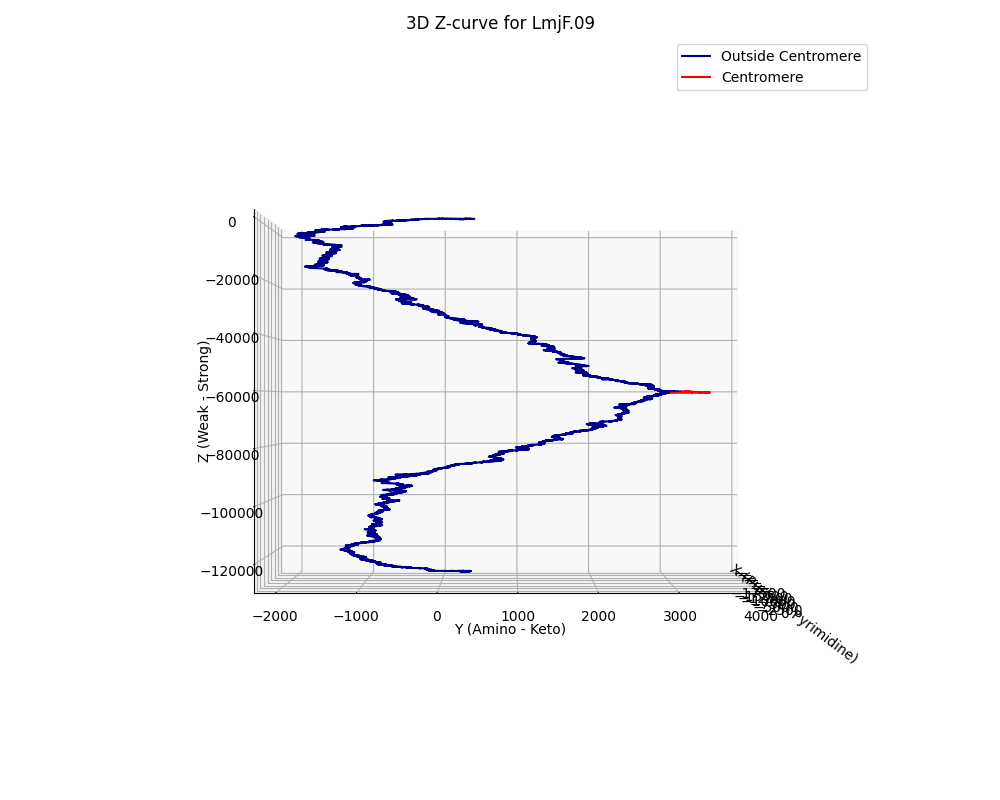 3D Z-curve for LmjF.09
Outside Centromere
Centromere
0
−20000
−40000
−60000
−80000
−100000
−120000
Z (Weak - Strong)
−2000
−1000
0
1000
2000
3000
4000
Y (Amino - Keto)
Pyrimidine)